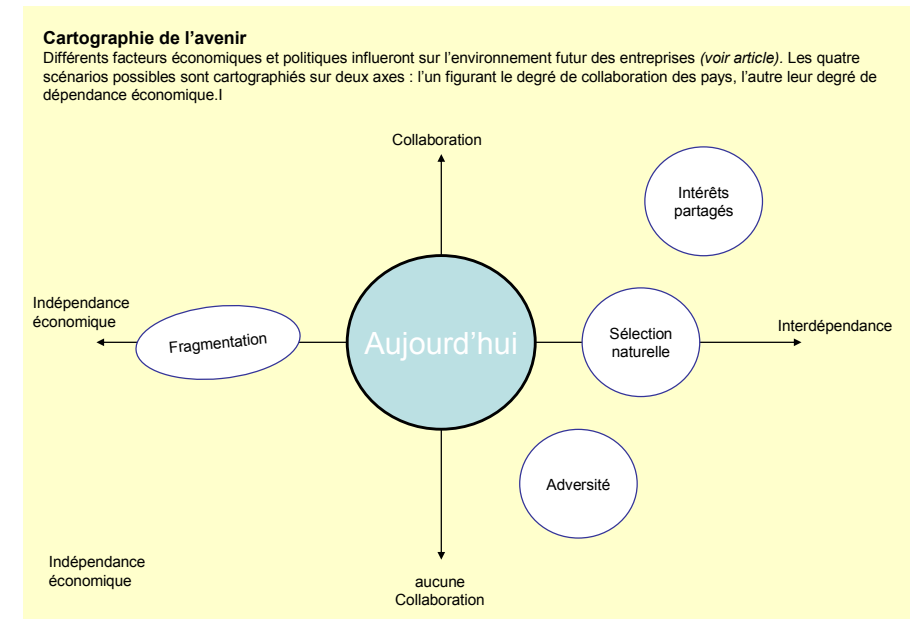 Cartographie de l’avenir
Différents facteurs économiques et politiques influeront sur l’environnement futur des entreprises (voir article). Les quatre
scénarios possibles sont cartographiés sur deux axes : l’un figurant le degré de collaboration des pays, l’autre leur degré de
dépendance économique.I
Collaboration
Intérêts
partagés
Indépendance
économique
Fragmentation
Aujourd’hui
Sélection
naturelle
Interdépendance
Adversité
Indépendance
économique
aucune
Collaboration